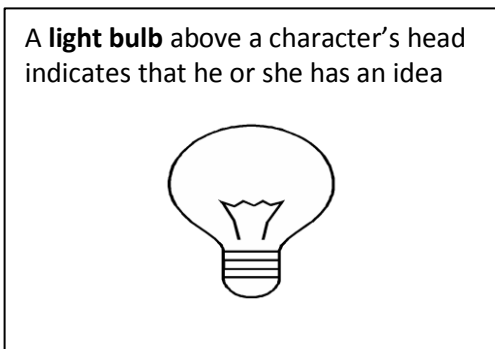 A light bulb above a character’s head
indicates that he or she has an idea